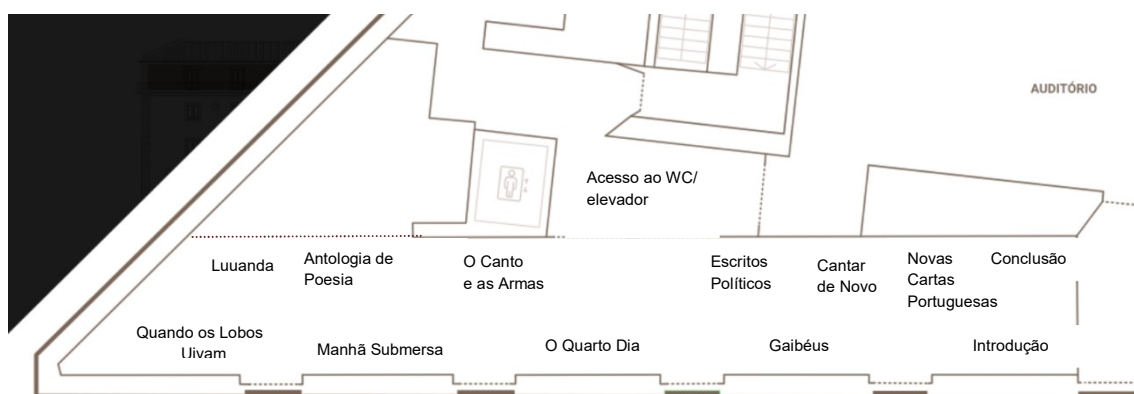 AUDITÓRIO
Acesso ao WC/
elevador
Luuanda
Antologia de
Poesia
O Canto
e as Armas
Escritos
Políticos
Cantar
de Novo
Novas
Cartas
Portuguesas
Conclusão
Quando os Lobos
Uivam
Manhã Submersa
O Quarto Dia
Gaibéus
Introdução